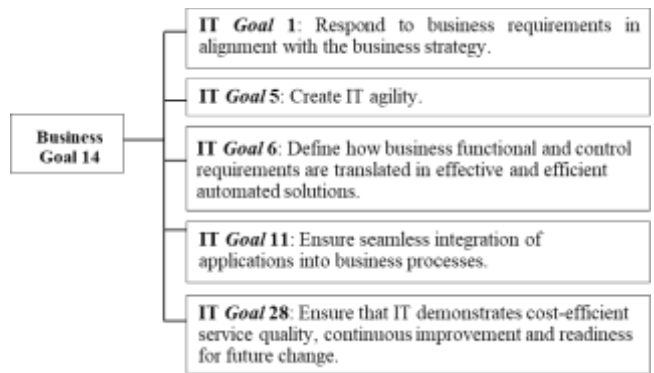 IT Goal 1: Respond to business requirements in
alignment with the business strategy.
IT Goal 5: Create IT agility.
Business
Goal 14
IT Goal 6: Define how business functional and control
requirements are translated in effective and efficient
automated solutions.
IT Goal 11: Ensure seamless integration of
applications into business processes.
IT Goal 28: Ensure that IT demonstrates cost-efficient
service quality, continuous improvement and readiness
for future change.